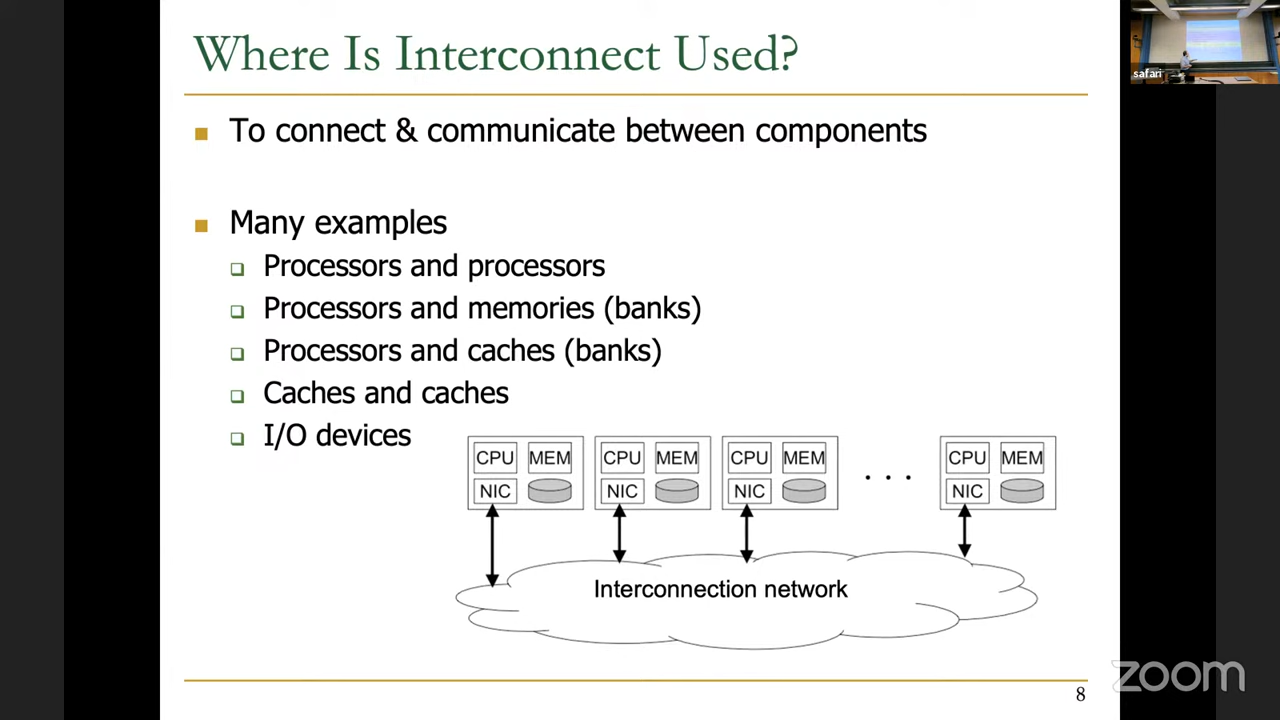 Where Is Interconnect Used?
safari
To connect & communicate between components
Many examples
Processors and processors
Processors and memories (banks)
Processors and caches (banks)
Caches and caches
I/O devices
CPU MEM CPU MEM CPU MEM . . . CPU MEM
NIC NIC NIC NIC
Interconnection network
8
zoom